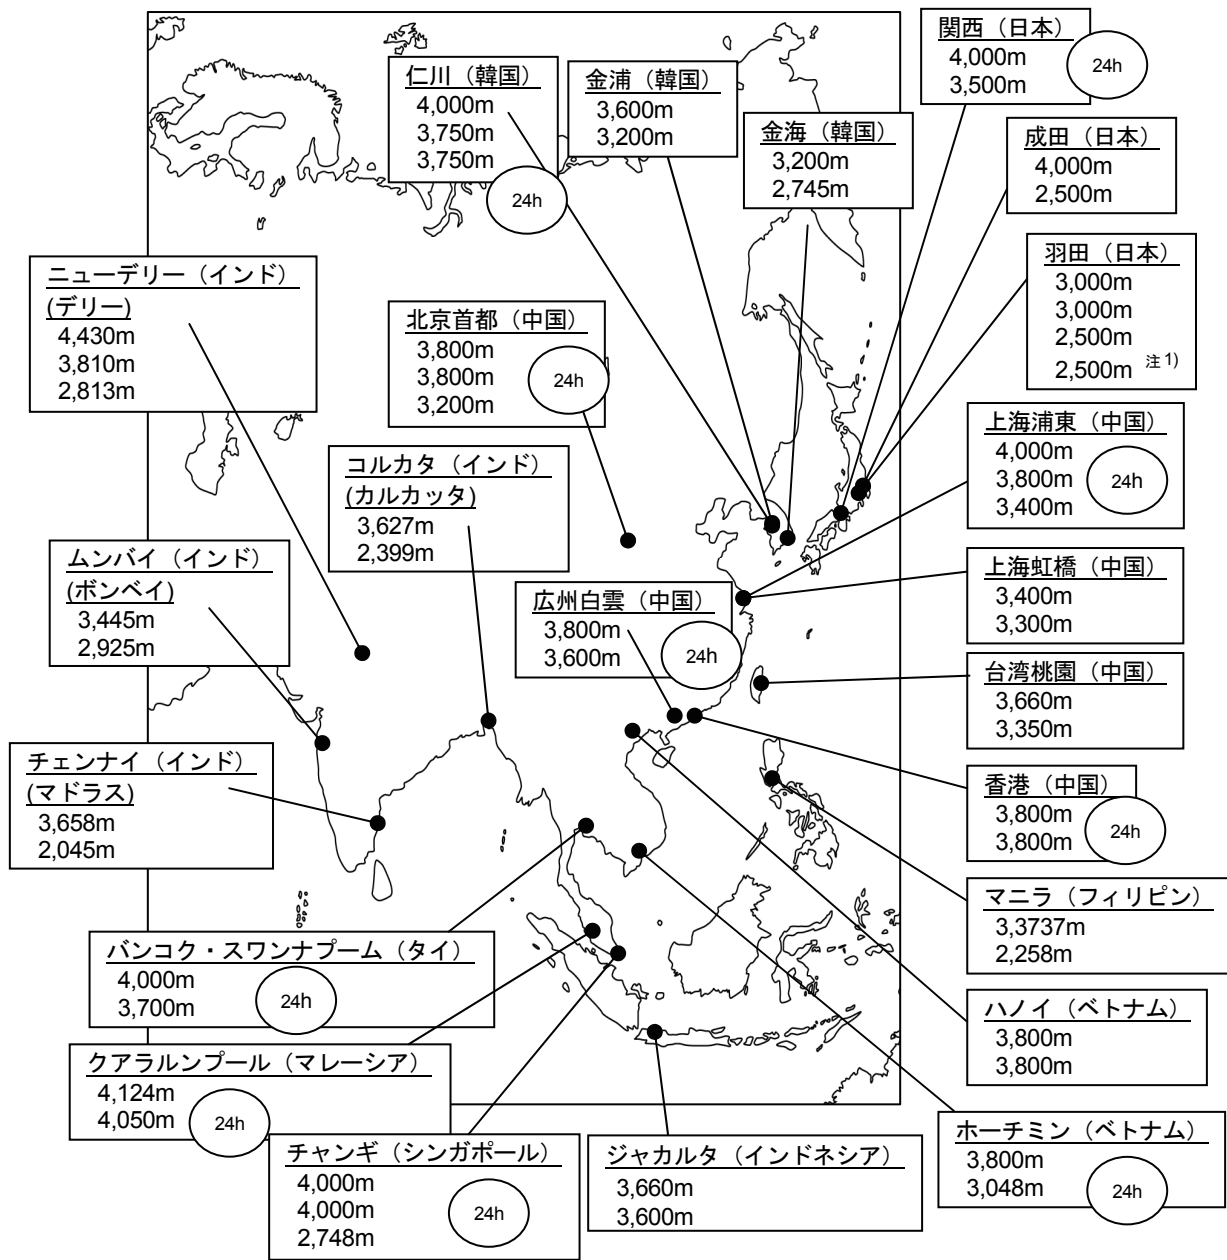 関西（日本）
4,000m
3,500m
24h
仁川（韓国）
4,000m
3,750m
3,750m
24h
金浦（韓国）
3,600m
3,200m
金海（韓国）
3,200m
2,745m
成田（日本）
4,000m
2,500m
羽田（日本）
3,000m
3,000m
2,500m
2,500m 注1)
ニューデリー（インド）
(デリー)
4,430m
3,810m
2,813m
北京首都（中国）
3,800m
3,800m
3,200m
24h
コルカタ（インド）
(カルカッタ)
3,627m
2,399m
上海浦東（中国）
4,000m
3,800m
3,400m
24h
ムンバイ（インド）
(ボンベイ)
3,445m
2,925m
広州白雲（中国）
3,800m
3,600m
24h
上海虹橋（中国）
3,400m
3,300m
台湾桃園（中国）
3,660m
3,350m
チェンナイ（インド）
(マドラス)
3,658m
2,045m
香港（中国）
3,800m
3,800m
24h
マニラ（フィリピン）
3,3737m
2,258m
バンコク・スワンナプーム（タイ）
4,000m
3,700m
24h
ハノイ（ベトナム）
3,800m
3,800m
クアラルンプール（マレーシア）
4,124m
4,050m
24h
ホーチミン（ベトナム）
3,800m
3,048m
24h
チャンギ（シンガポール）
4,000m
4,000m
2,748m
24h
ジャカルタ（インドネシア）
3,660m
3,600m